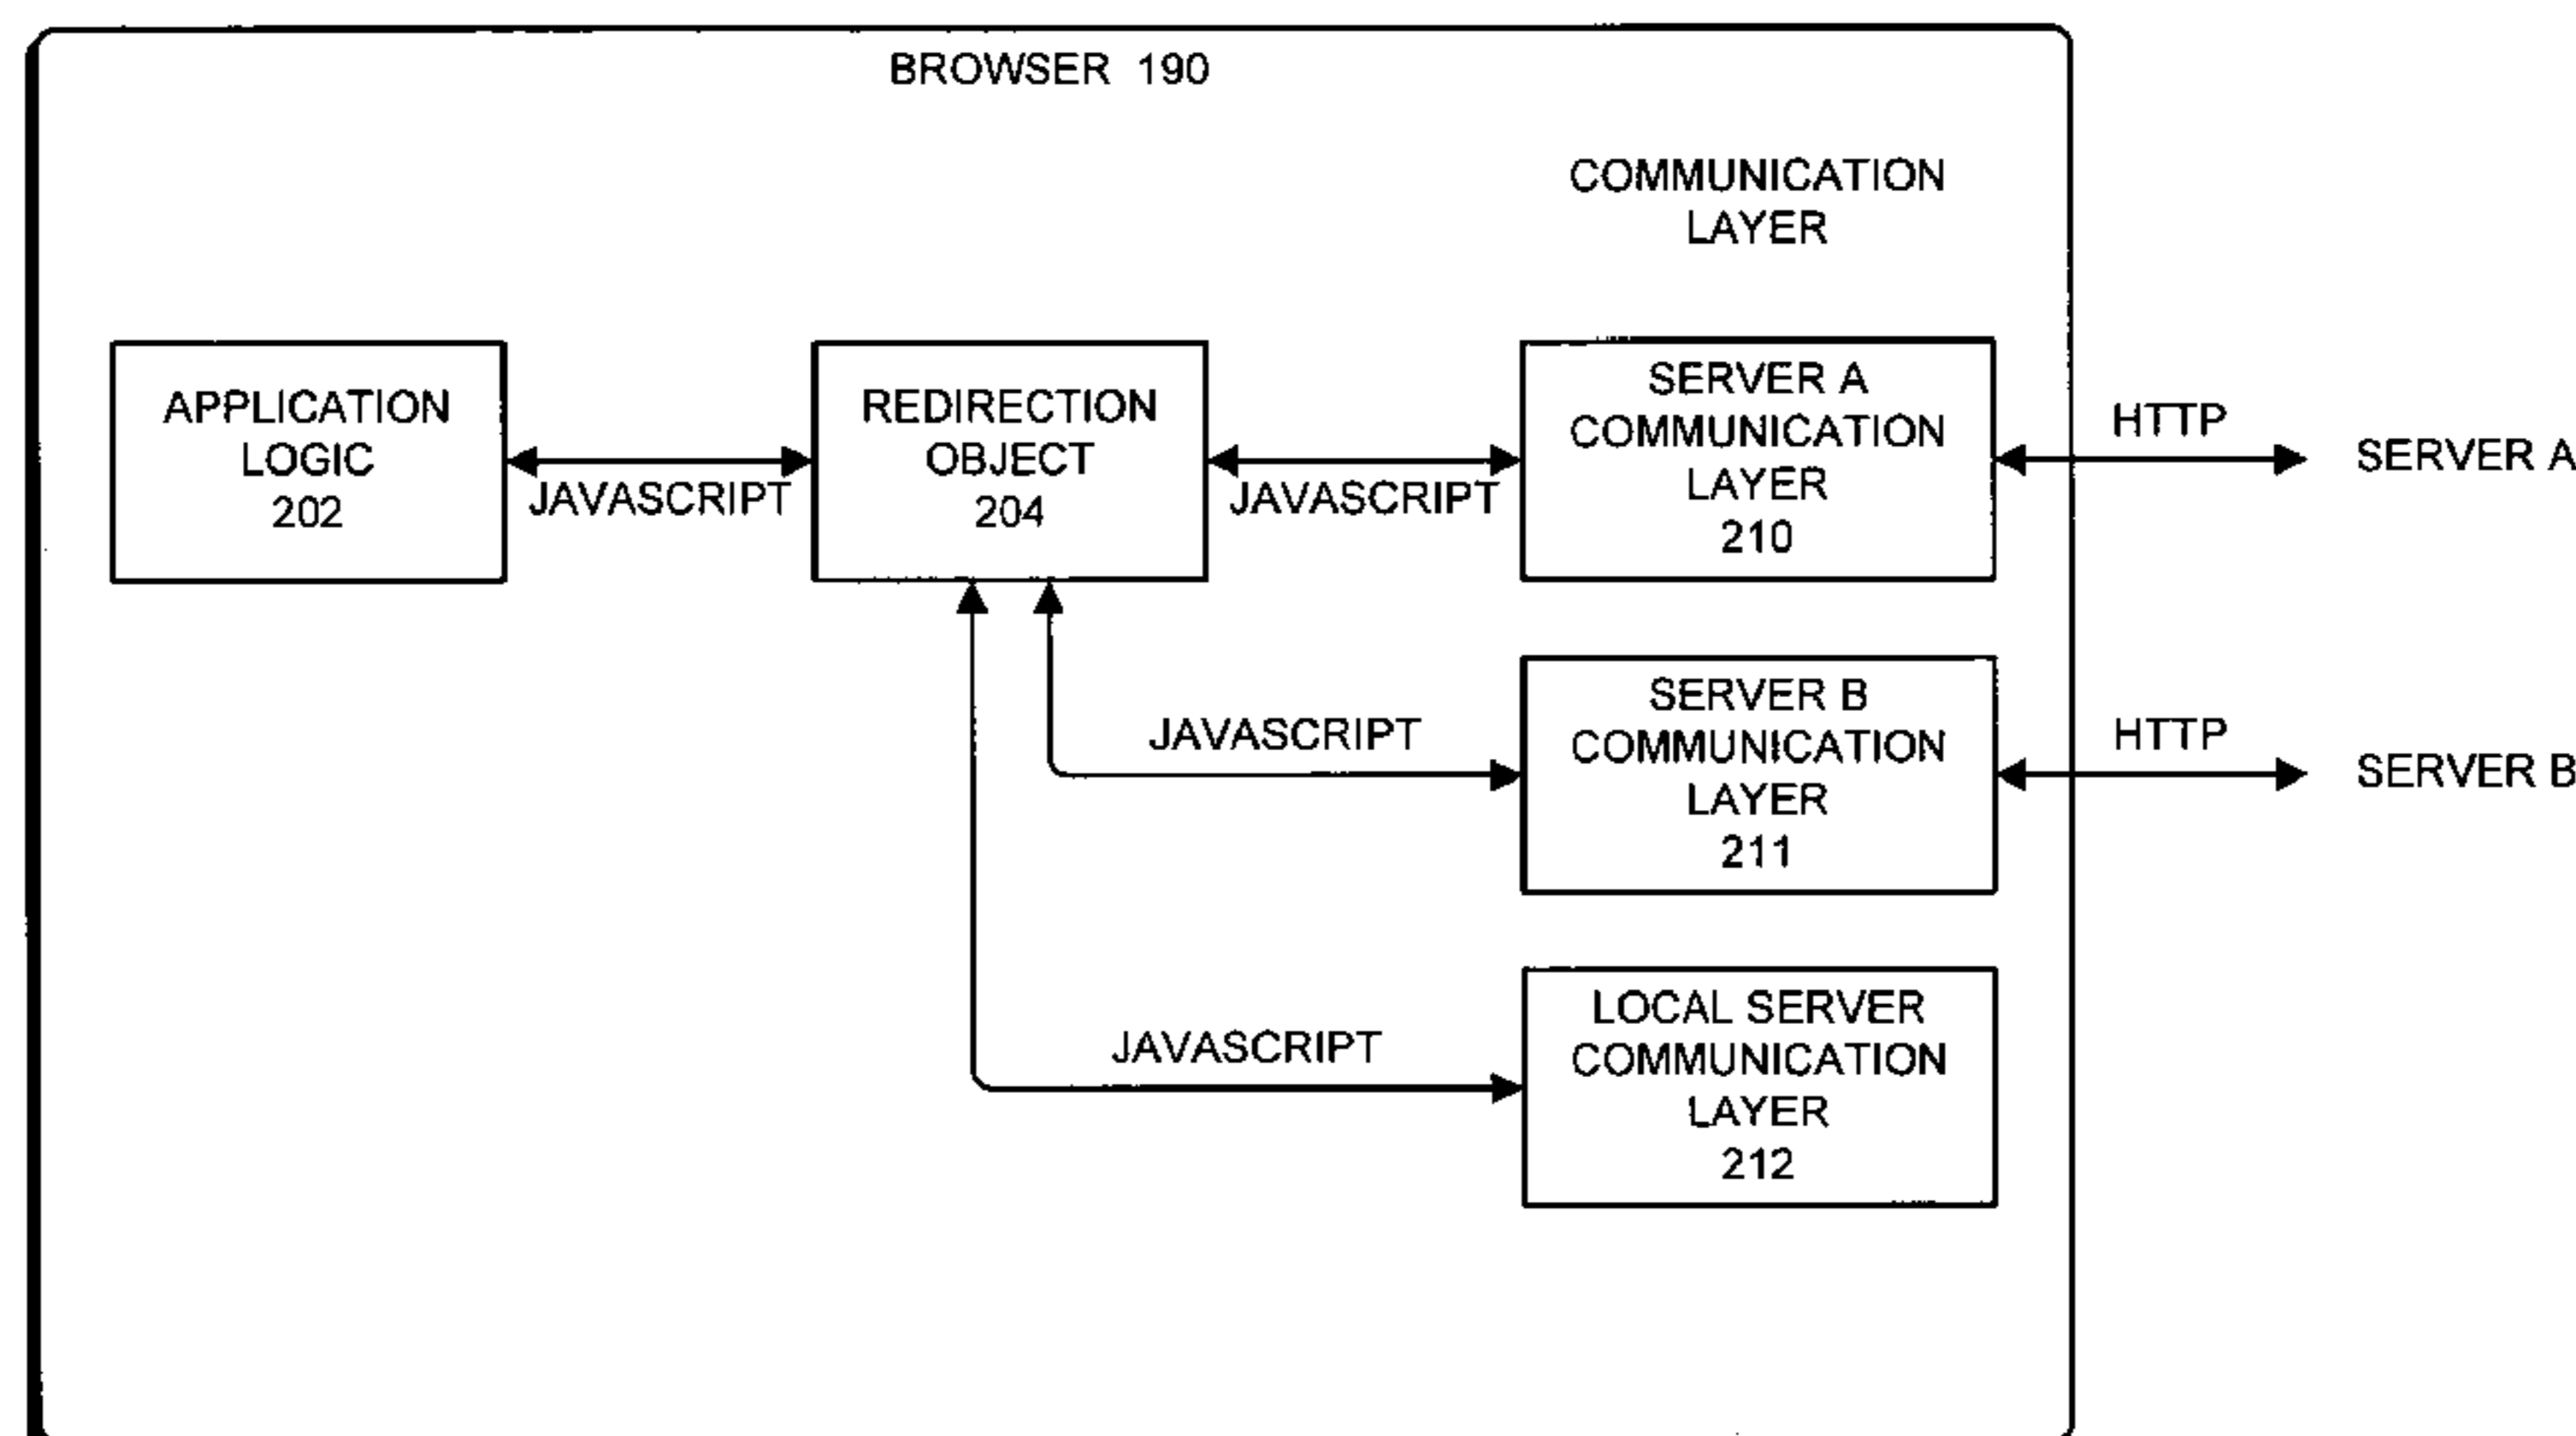 BROWSER 190
COMMUNICATION
LAYER
APPLICATION
LOGIC
202
JAVASCRIPT
REDIRECTION
OBJECT
204
JAVASCRIPT
SERVER A
COMMUNICATION
LAYER
210
HTTP
SERVER A
JAVASCRIPT
SERVER B
COMMUNICATION
LAYER
211
HTTP
SERVER B
JAVASCRIPT
LOCAL SERVER
COMMUNICATION
LAYER
212